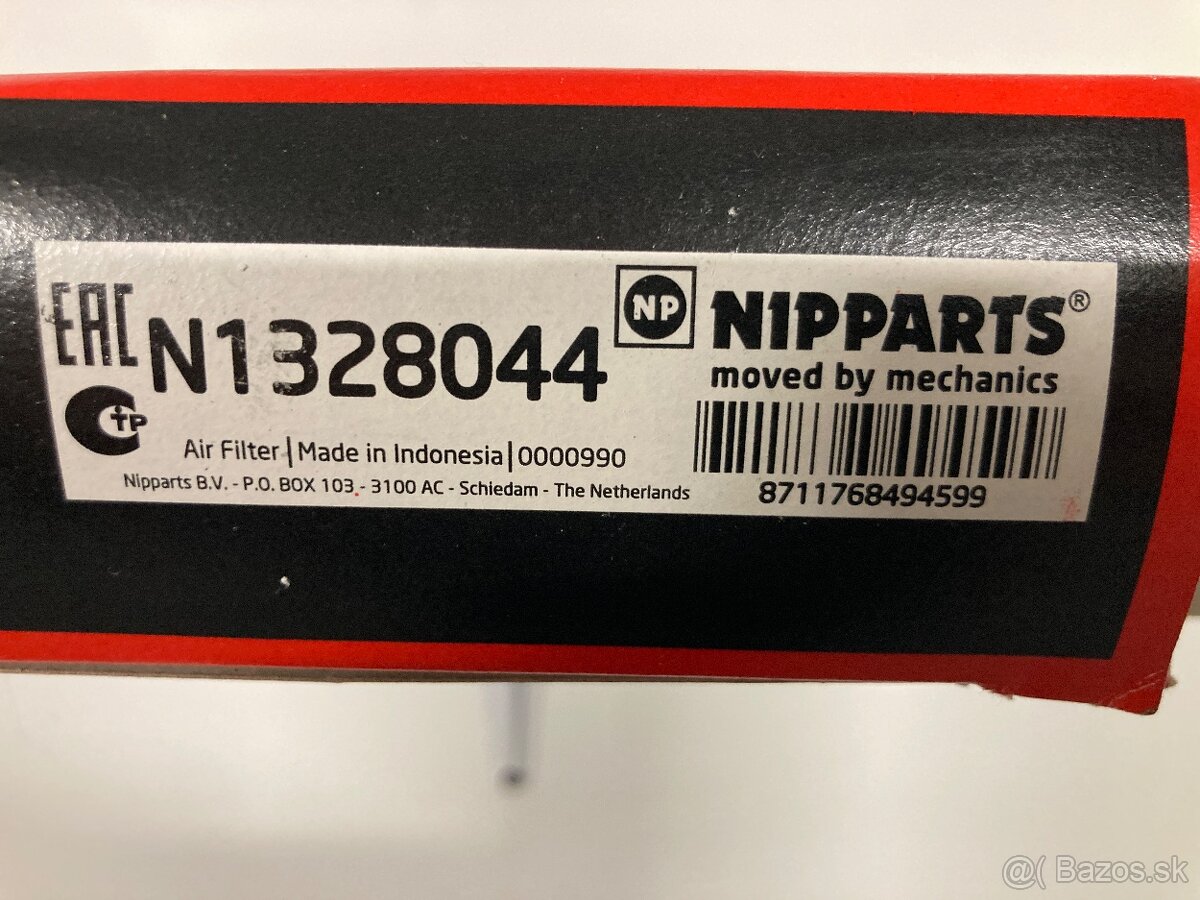 EAC
N1328044
NP
NIPPARTS®
moved by mechanics
Air Filter | Made in Indonesia | 0000990
Nipparts B.V. - P.O. BOX 103 - 3100 AC - Schiedam - The Netherlands
8711768494599
@( Bazos.sk